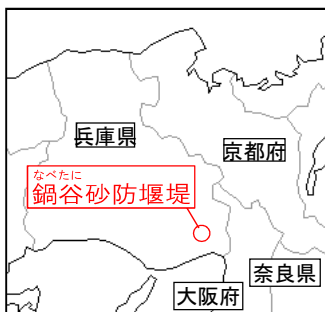 兵庫県
京都府
なべたに
鍋谷砂防堰堤
奈良県
大阪府